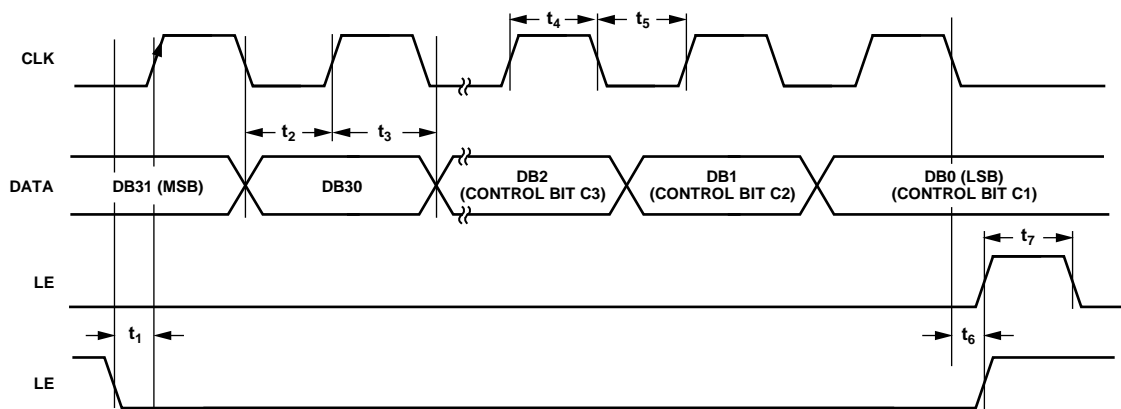 t4
t5
CLK
t2
t3
DATA
DB31 (MSB)
DB30
DB2
(CONTROL BIT C3)
DB1
(CONTROL BIT C2)
DB0 (LSB)
(CONTROL BIT C1)
t7
LE
t1
t6
LE